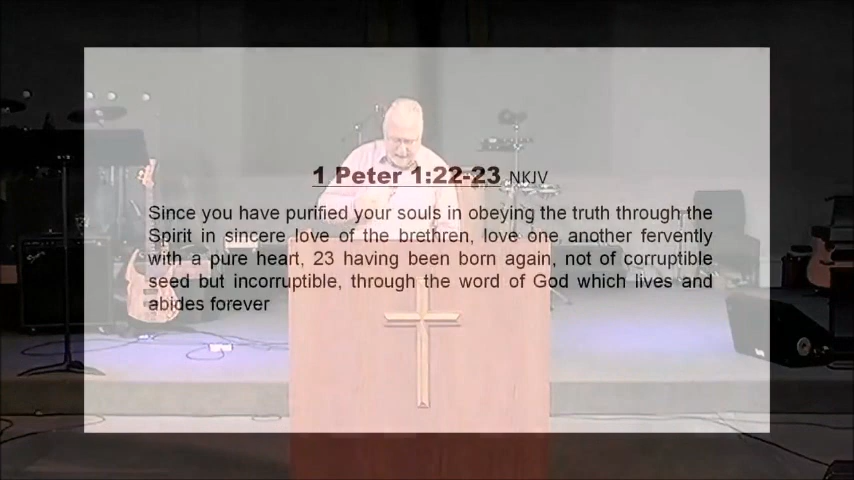 1 Peter 1:22-23 NKJV
Since you have purified your souls in obeying the truth through the
Spirit in sincere love of the brethren, love one another fervently
with a pure heart, 23 having been born again, not of corruptible
seed but incorruptible, through the word of God which lives and
abides forever